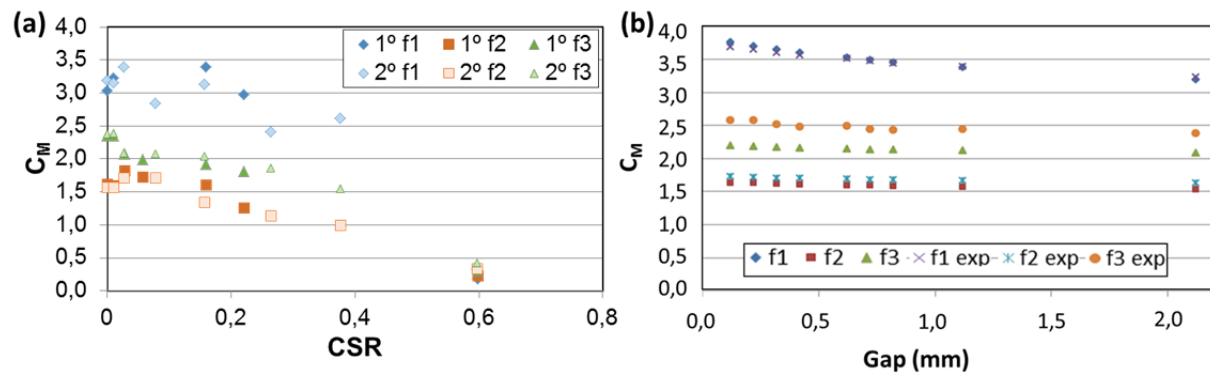 (a)
4,0
3,5
3,0
2,5
2,0
1,5
1,0
0,5
0,0
C_M
1º f1 1º f2 1º f3
2º f1 2º f2 2º f3
0 0,2 0,4 0,6 0,8
CSR
(b)
4,0
3,5
3,0
2,5
2,0
1,5
1,0
0,5
0,0
C_M
f1 f2 f3 f1 exp f2 exp f3 exp
0,0 0,5 1,0 1,5 2,0
Gap (mm)